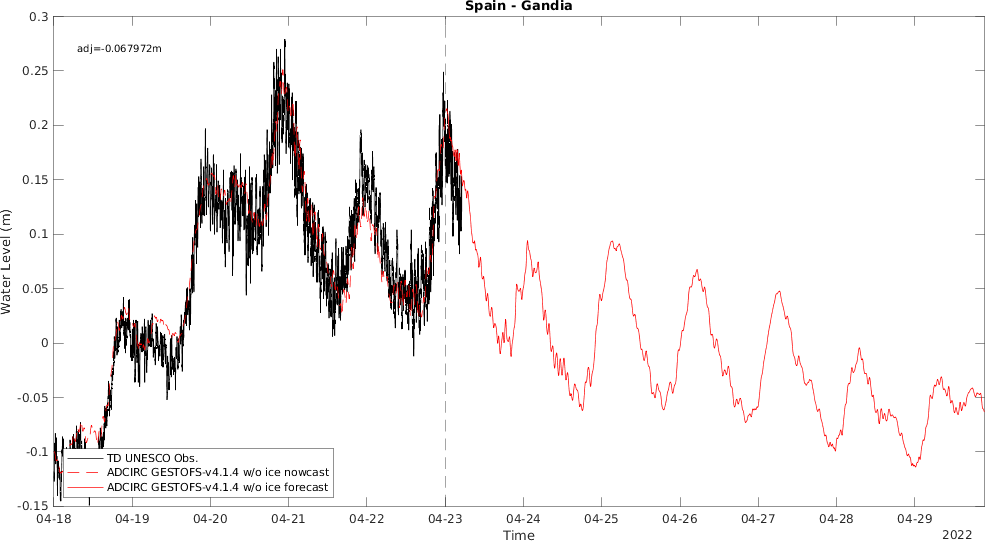 Spain - Gandia
adj=-0.067972m
0.3
0.25
0.2
0.15
0.1
0.05
0
-0.05
-0.1
-0.15
Water Level (m)
TD UNESCO Obs.
ADCIRC GESTOFS-v4.1.4 w/o ice nowcast
ADCIRC GESTOFS-v4.1.4 w/o ice forecast
04-18 04-19 04-20 04-21 04-22 04-23 04-24 04-25 04-26 04-27 04-28 04-29
Time
2022